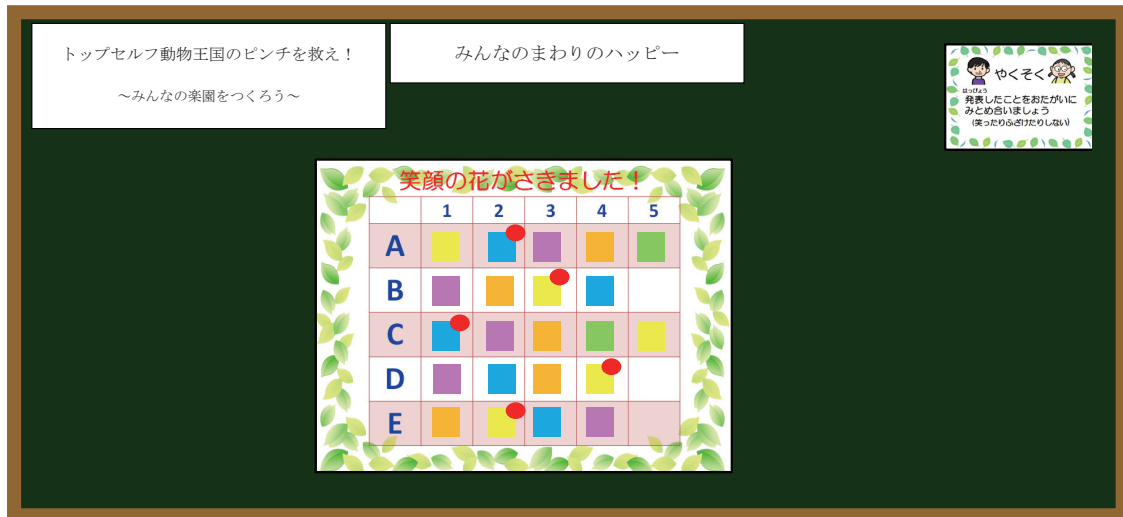 トップセルフ動物王国のピンチを救え！
～みんなの楽園をつくろう～
みんなのまわりのハッピー
やくそく
はっぴょう
発表したことをおたがいに
みとめ合いましょう
(笑ったりふざけたりしない)
笑顔の花がさきました！
1 2 3 4 5
A
B
C
D
E